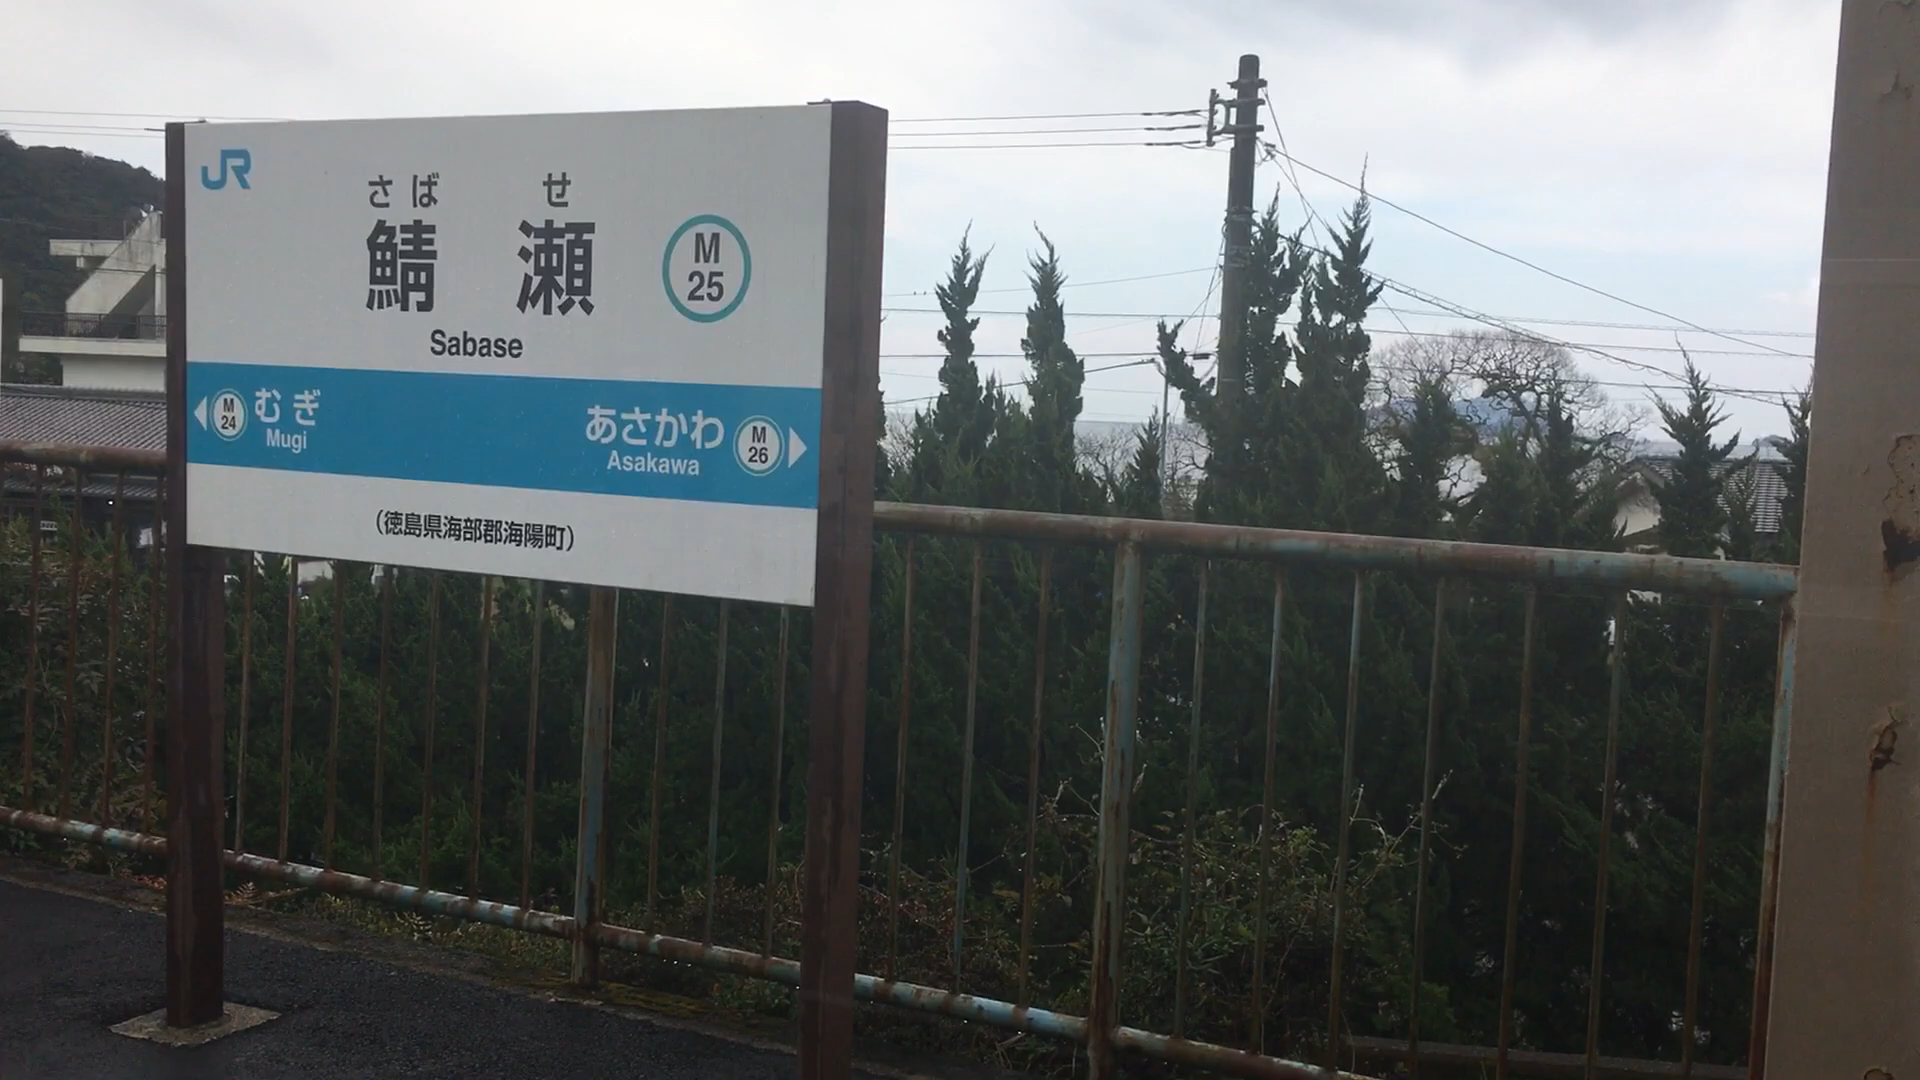 JR
さば せ
鯖 瀬
M
25
Sabase
M
24
むぎ
Mugi
あさかわ
Asakawa
M
26
(徳島県海部郡海陽町)